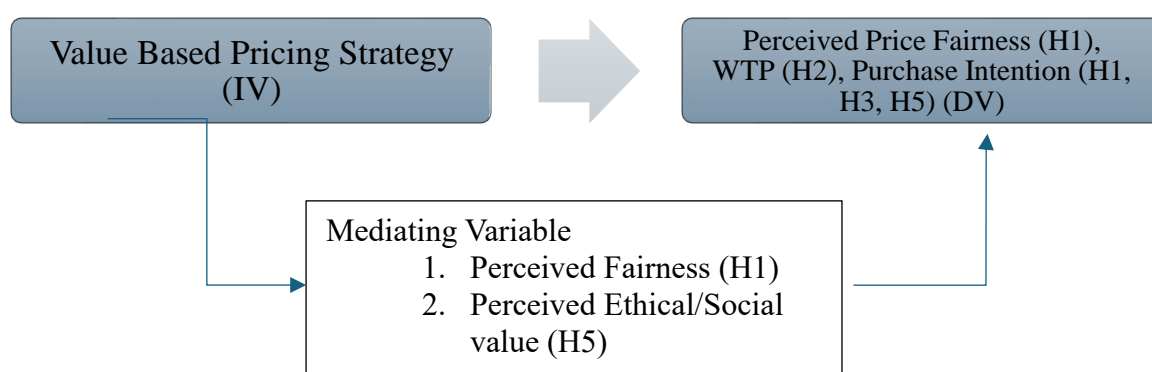 Value Based Pricing Strategy
(IV)
Perceived Price Fairness (H1),
WTP (H2), Purchase Intention (H1,
H3, H5) (DV)
Mediating Variable
1. Perceived Fairness (H1)
2. Perceived Ethical/Social
value (H5)